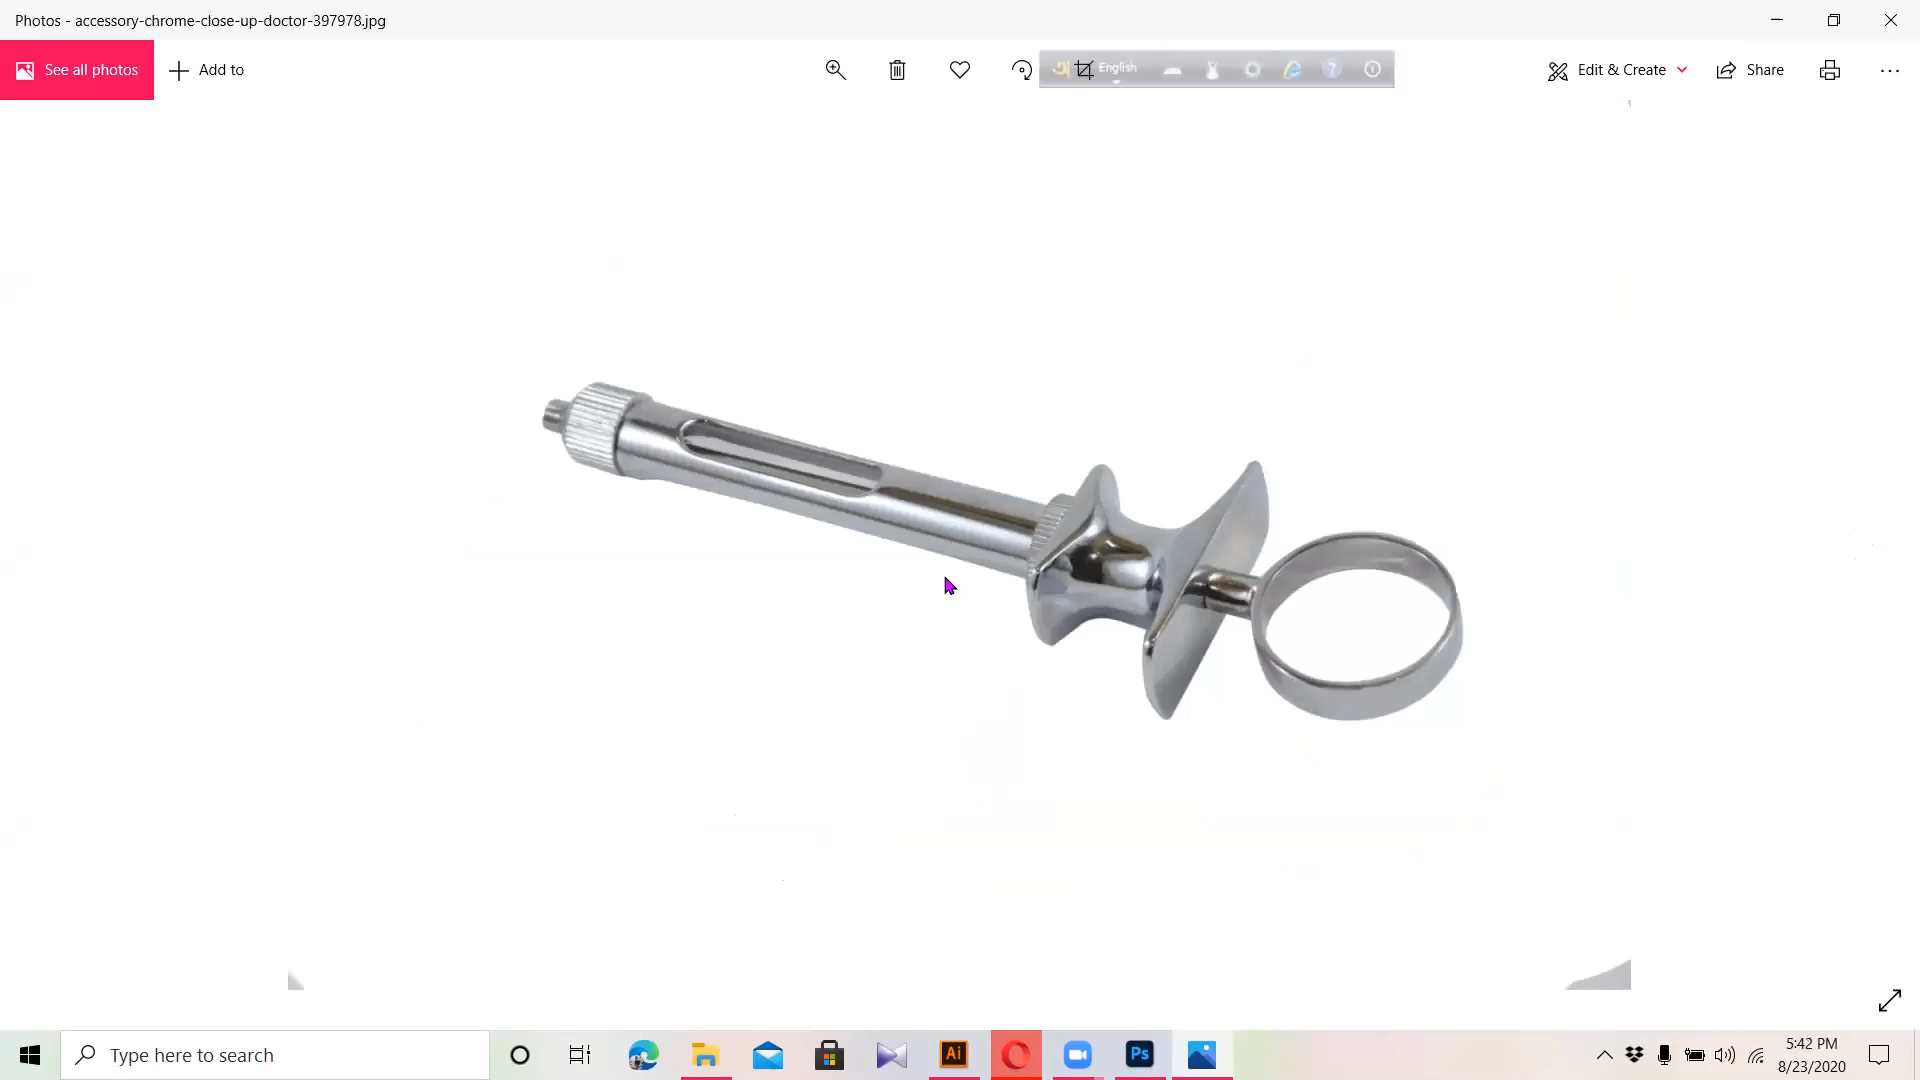 Photos - accessory-chrome-close-up-doctor-397978.jpg
See all photos
Add to
English
Edit & Create
Share
Type here to search
Ai
Ps
5:42 PM
8/23/2020